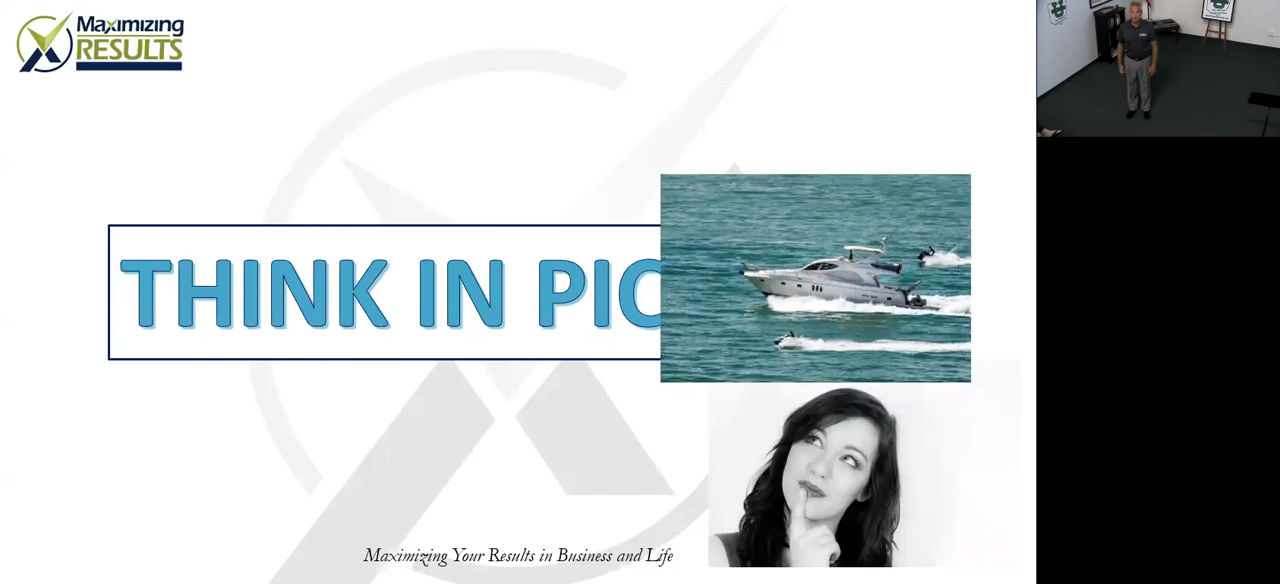 Maximizing
RESULTS
THINK IN PIC
Maximizing Your Results in Business and Life